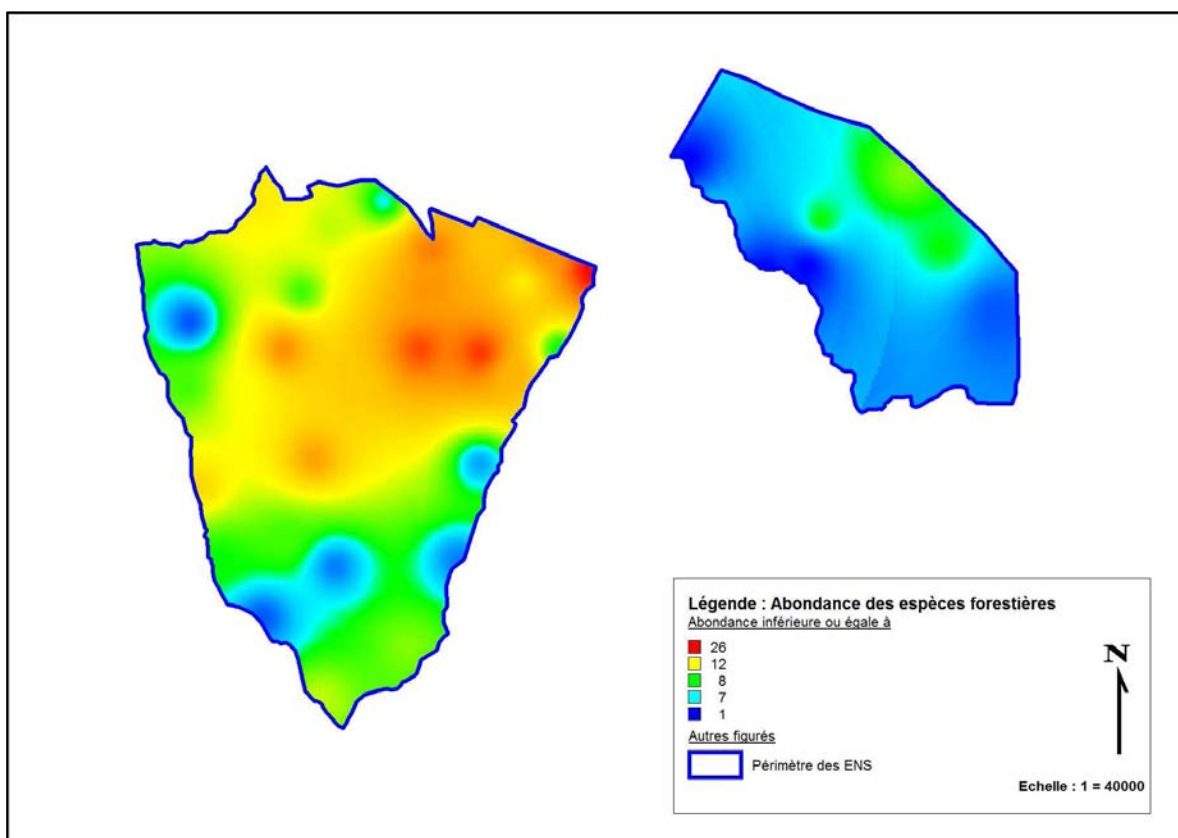 Légende : Abondance des espèces forestières
Abondance inférieure ou égale à
26
12
8
7
1
Autres figurés
Périmètre des ENS
N
Echelle : 1 = 40000